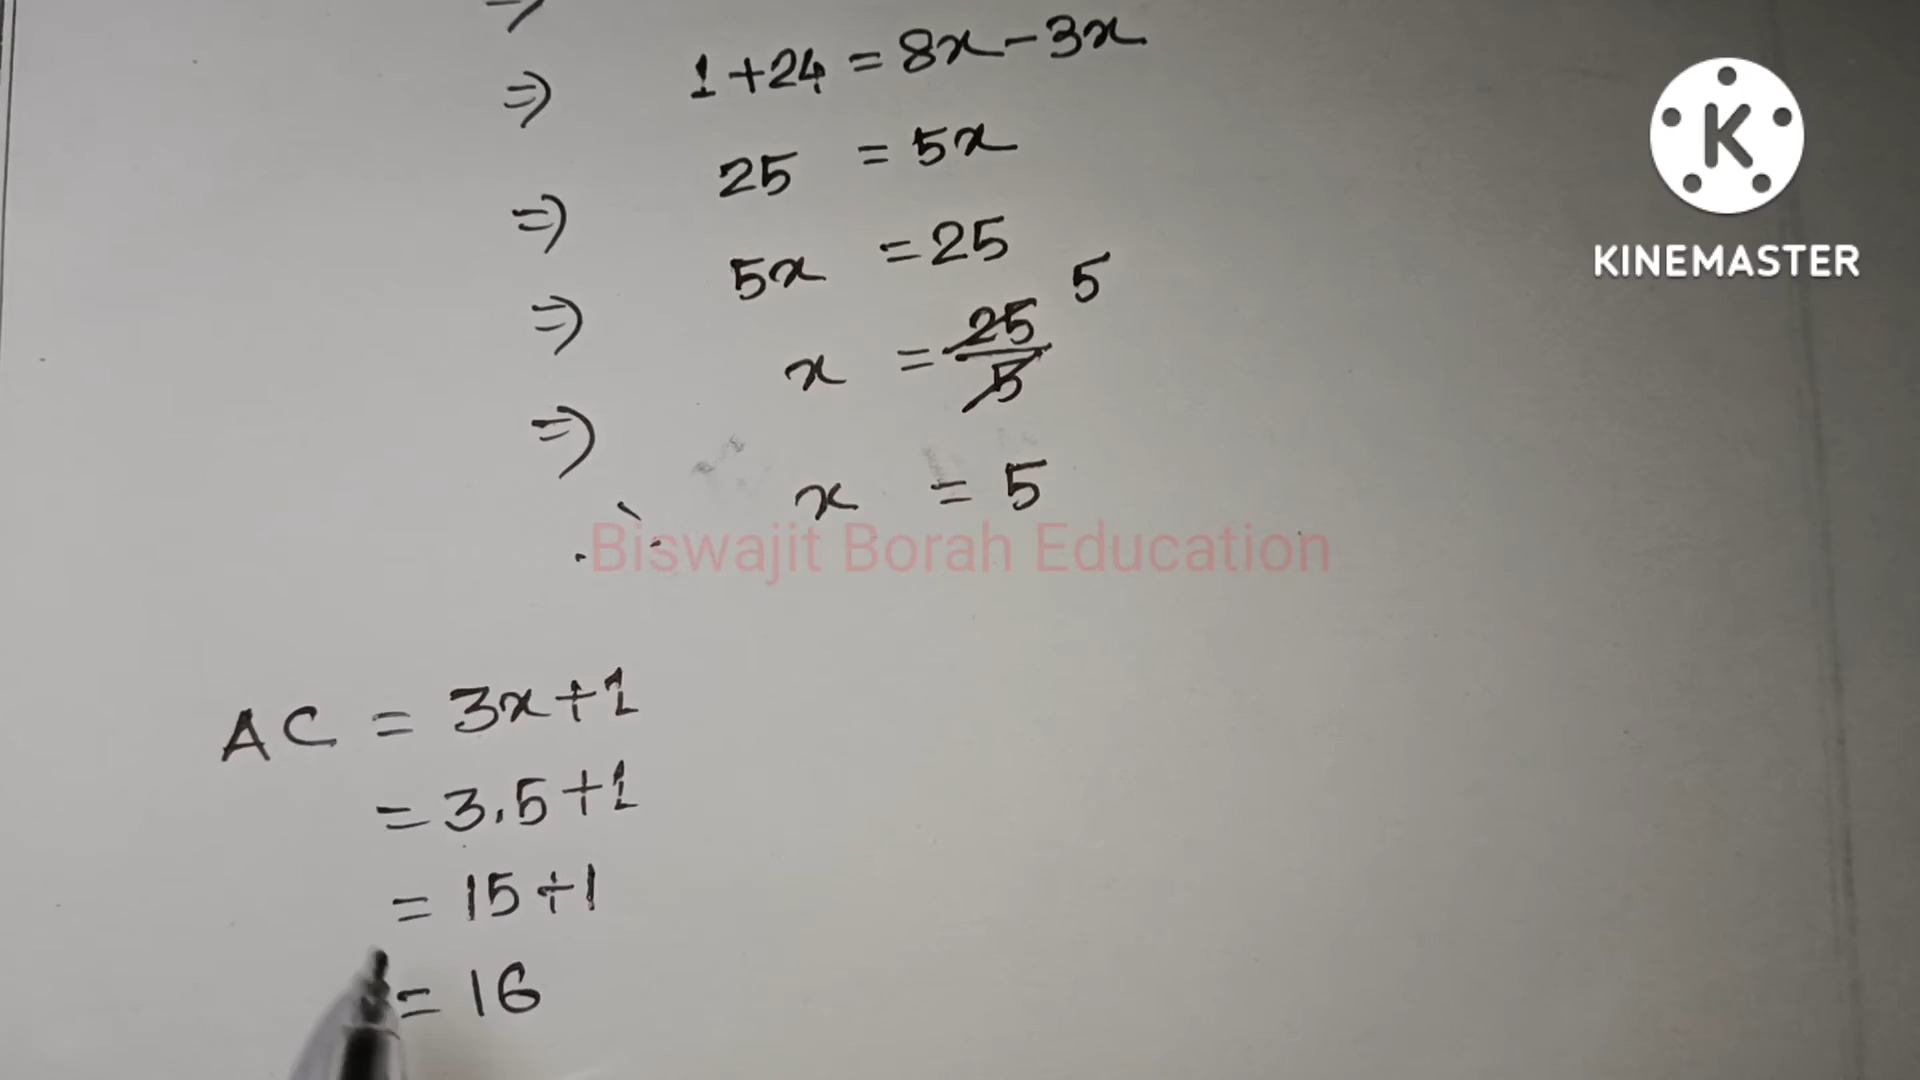 ⇒ 1+24 = 8x-3x
⇒ 25 = 5x
⇒ 5x = 25
⇒ x = 25/5 5
∴ x = 5
AC = 3x+1
= 3.5+1
= 15+1
= 16
K
KINEMASTER
Biswajit Borah Education